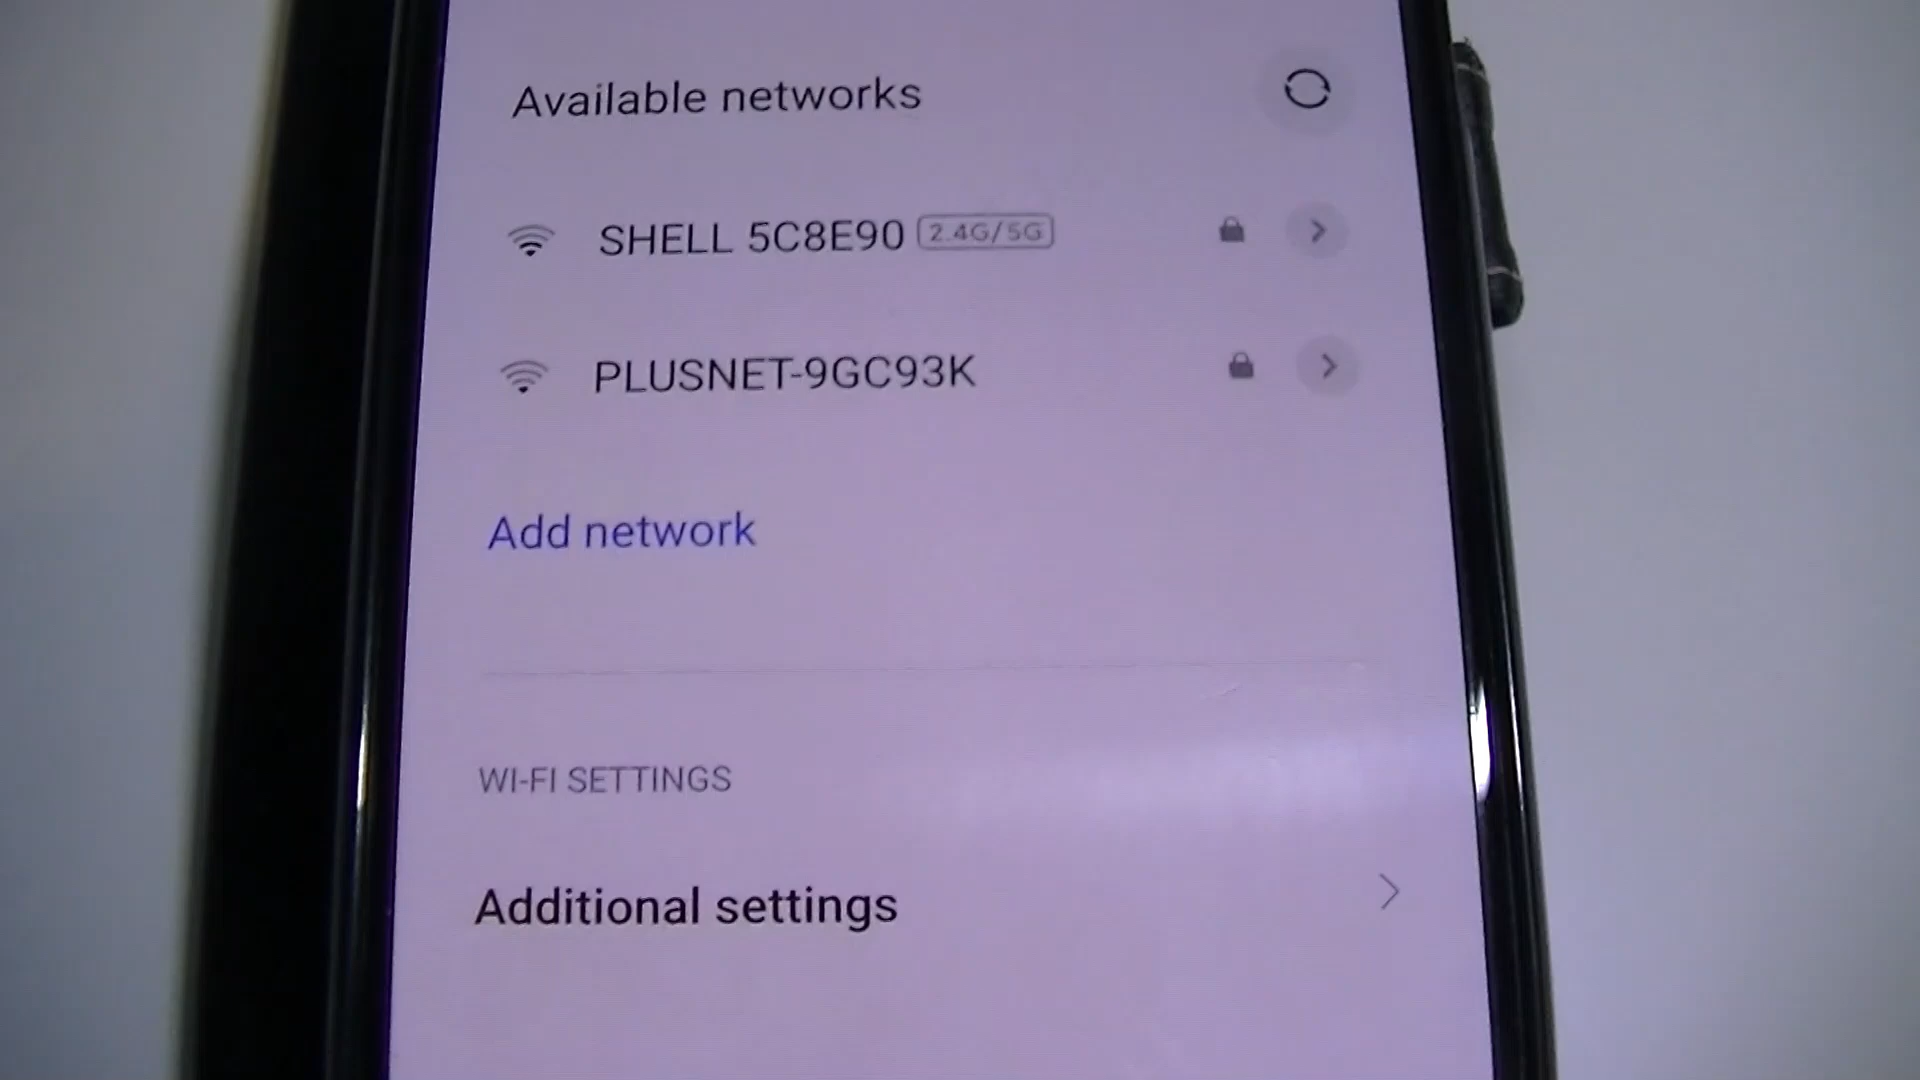 Available networks
SHELL 5C8E90 2.4G/5G
PLUSNET-9GC93K
Add network
WI-FI SETTINGS
Additional settings